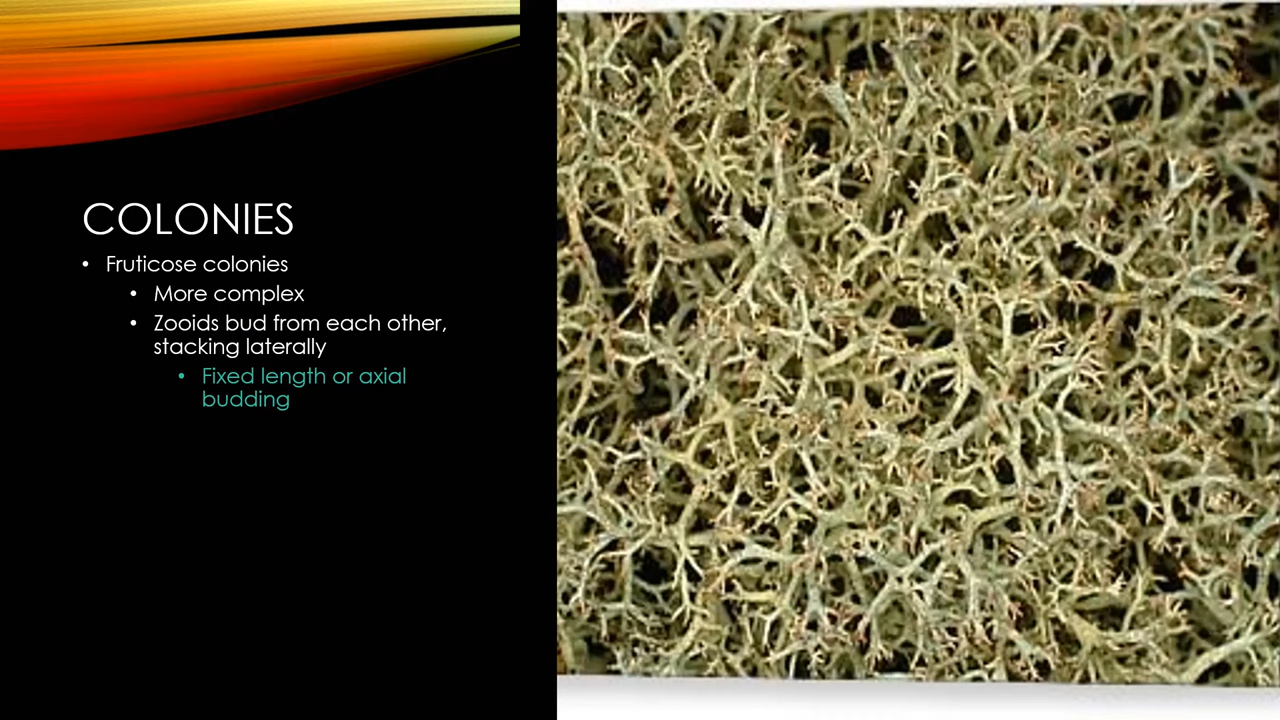 COLONIES
• Fruticose colonies
• More complex
• Zooids bud from each other,
stacking laterally
• Fixed length or axial
budding